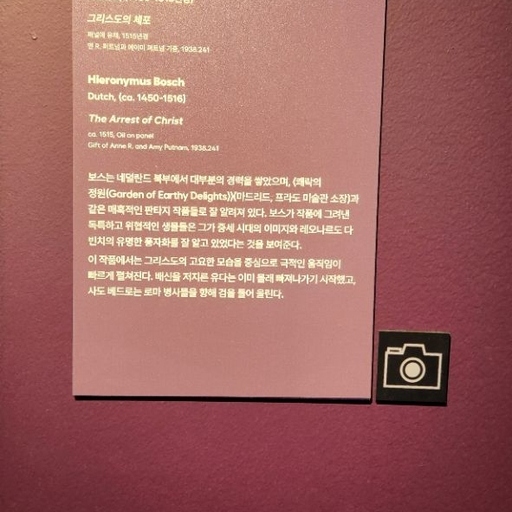 그리스도의 체포
패널에 유채, 1515년경
앤 R. 퍼트남과 에이미 퍼트넘 기증, 1938.241
Hieronymus Bosch
Dutch, (ca. 1450-1516)
The Arrest of Christ
ca. 1515, Oil on panel
Gift of Anne R. and Amy Putnam, 1938.241
보스는 네덜란드 북부에서 대부분의 경력을 쌓았으며, 〈쾌락의
정원(Garden of Earthy Delights)〉(마드리드, 프라도 미술관 소장)과
같은 매혹적인 판타지 작품들로 잘 알려져 있다. 보스가 작품에 그려낸
독특하고 위협적인 생물들은 그가 중세 시대의 이미지와 레오나르도 다
빈치의 유명한 풍자화를 잘 알고 있었다는 것을 보여준다.
이 작품에서는 그리스도의 고요한 모습을 중심으로 극적인 움직임이
빠르게 펼쳐진다. 배신을 저지른 유다는 이미 몰래 빠져나가기 시작했고,
사도 베드로는 로마 병사들을 향해 검을 들어 올린다.